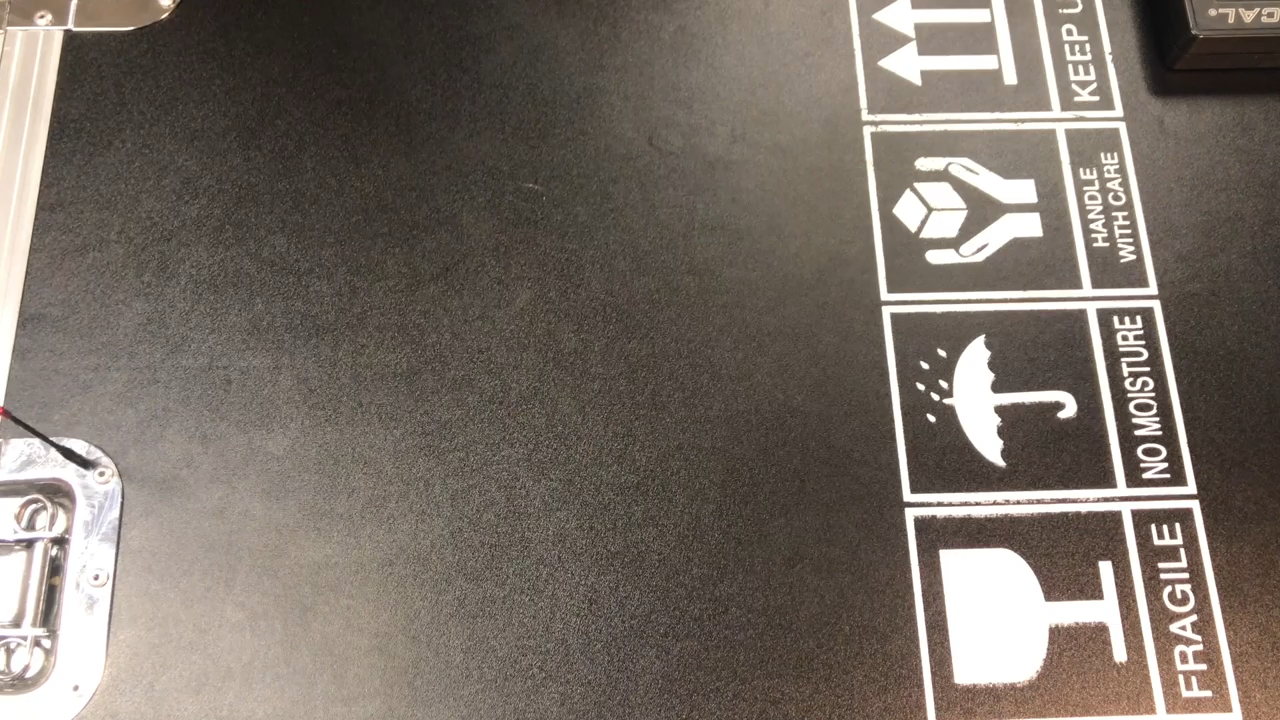 FRAGILE
NO MOISTURE
HANDLE
WITH CARE
KEEP